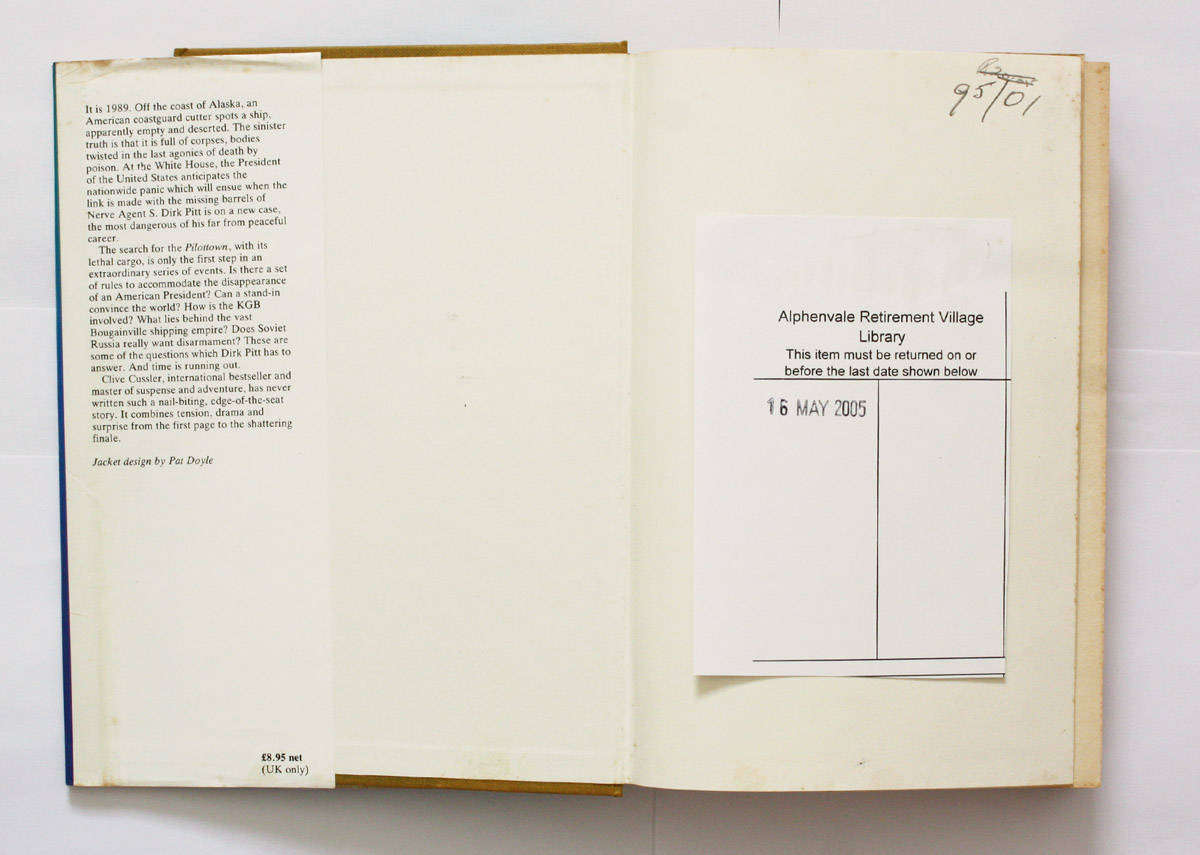 It is 1989. Off the coast of Alaska, an
American coastguard cutter spots a ship,
apparently empty and deserted. The sinister
truth is that it is full of corpses, bodies
twisted in the last agonies of death by
poison. At the White House, the President
of the United States anticipates the
nationwide panic which will ensue when the
link is made with the missing barrels of
Nerve Agent S. Dirk Pitt is on a new case,
the most dangerous of his far from peaceful
career.
The search for the Pilottown, with its
lethal cargo, is only the first step in an
extraordinary series of events. Is there a set
of rules to accommodate the disappearance
of an American President? Can a stand-in
convince the world? How is the KGB
involved? What lies behind the vast
Bougainville shipping empire? Does Soviet
Russia really want disarmament? These are
some of the questions which Dirk Pitt has to
answer. And time is running out.
Clive Cussler, international bestseller and
master of suspense and adventure, has never
written such a nail-biting, edge-of-the-seat
story. It combines tension, drama and
surprise from the first page to the shattering
finale.
Jacket design by Pat Doyle
£8.95 net
(UK only)
95/01
Alphenvale Retirement Village
Library
This item must be returned on or
before the last date shown below
16 MAY 2005